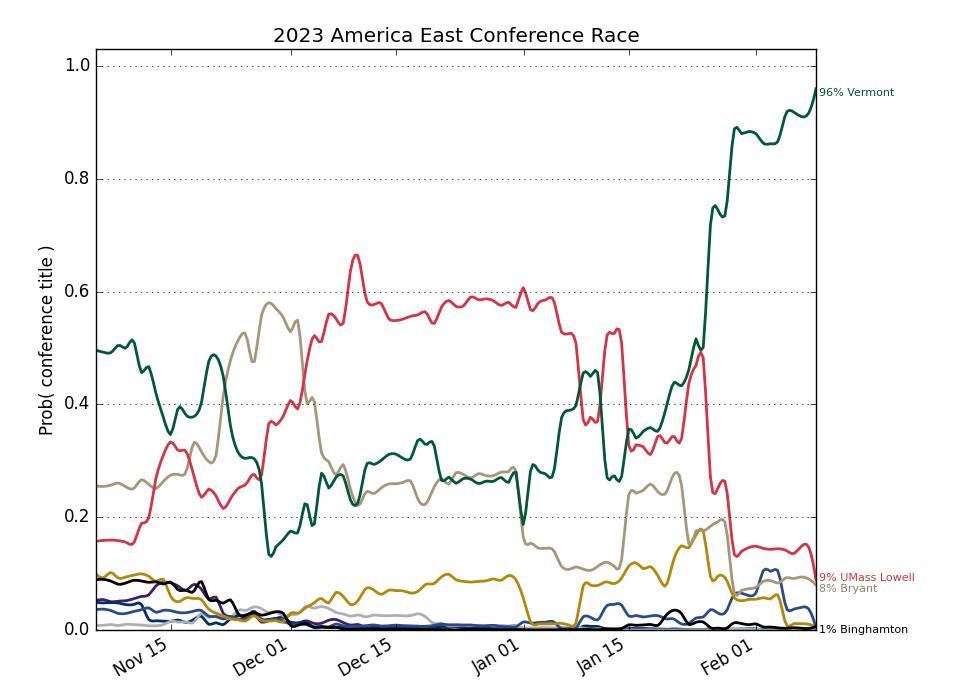 2023 America East Conference Race
1.0
0.8
0.6
0.4
0.2
0.0
Prob( conference title )
96% Vermont
9% UMass Lowell
8% Bryant
1% Binghamton
Nov 15
Dec 01
Dec 15
Jan 01
Jan 15
Feb 01